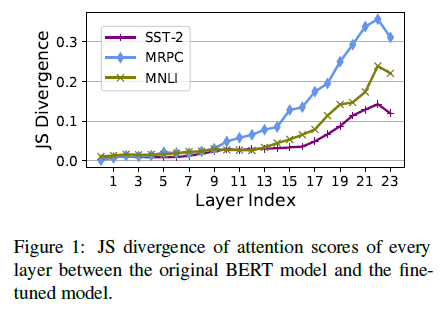 SST-2
MRPC
MNLI
JS Divergence
0.3
0.2
0.1
0.0
1 3 5 7 9 11 13 15 17 19 21 23
Layer Index
Figure 1: JS divergence of attention scores of every
layer between the original BERT model and the fine-
tuned model.